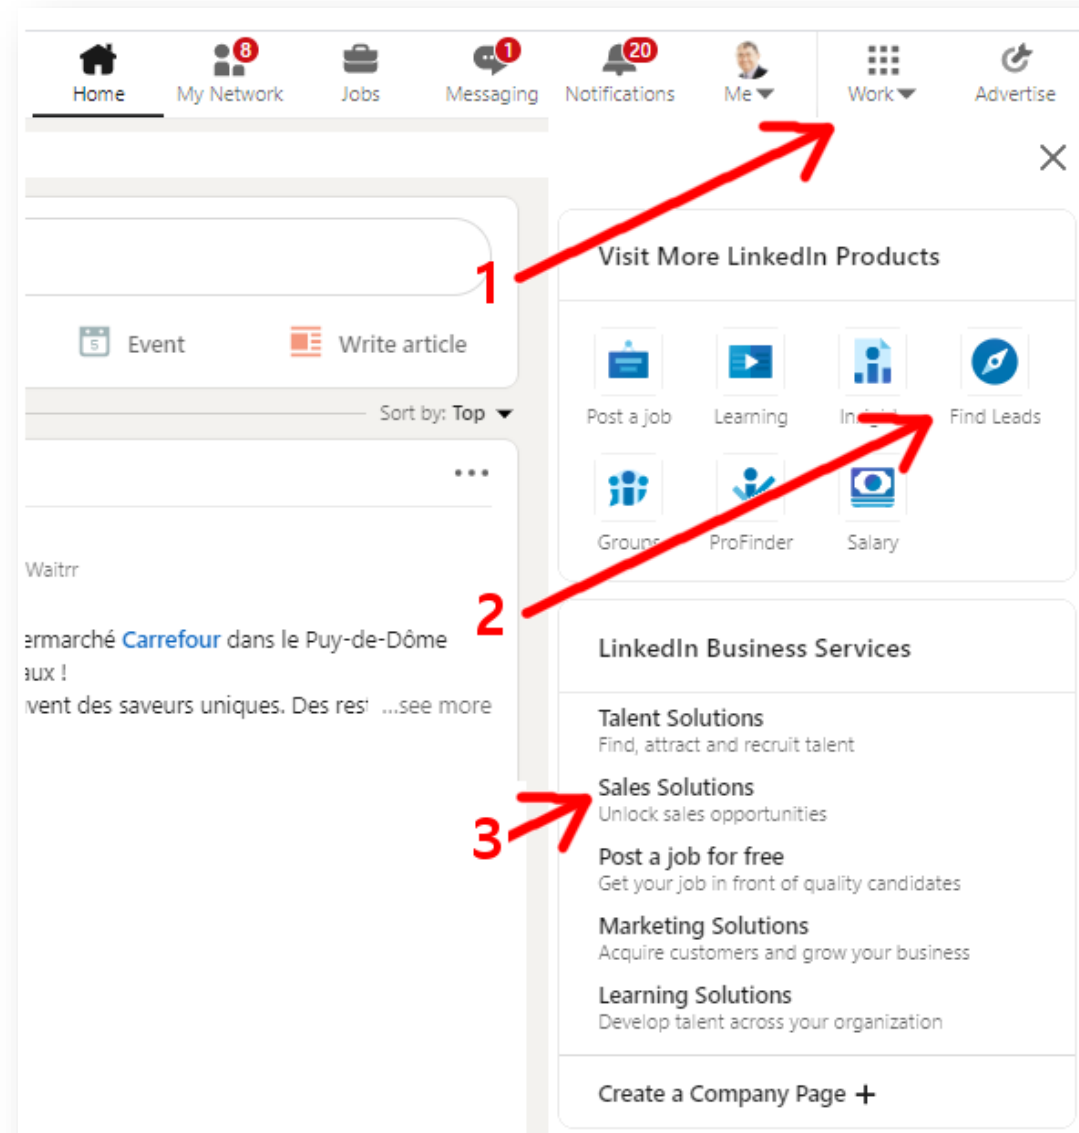 8
1
20
Home
My Network
Jobs
Messaging
Notifications
Me
Work
Advertise
1
Visit More LinkedIn Products
5
Event
Write article
Sort by: Top
Post a job
Learning
Find Leads
Groups
ProFinder
Salary
Waitrr
2
ermarché Carrefour dans le Puy-de-Dôme
aux !
vent des saveurs uniques. Des rest ...see more
LinkedIn Business Services
Talent Solutions
Find, attract and recruit talent
Sales Solutions
Unlock sales opportunities
3
Post a job for free
Get your job in front of quality candidates
Marketing Solutions
Acquire customers and grow your business
Learning Solutions
Develop talent across your organization
Create a Company Page +